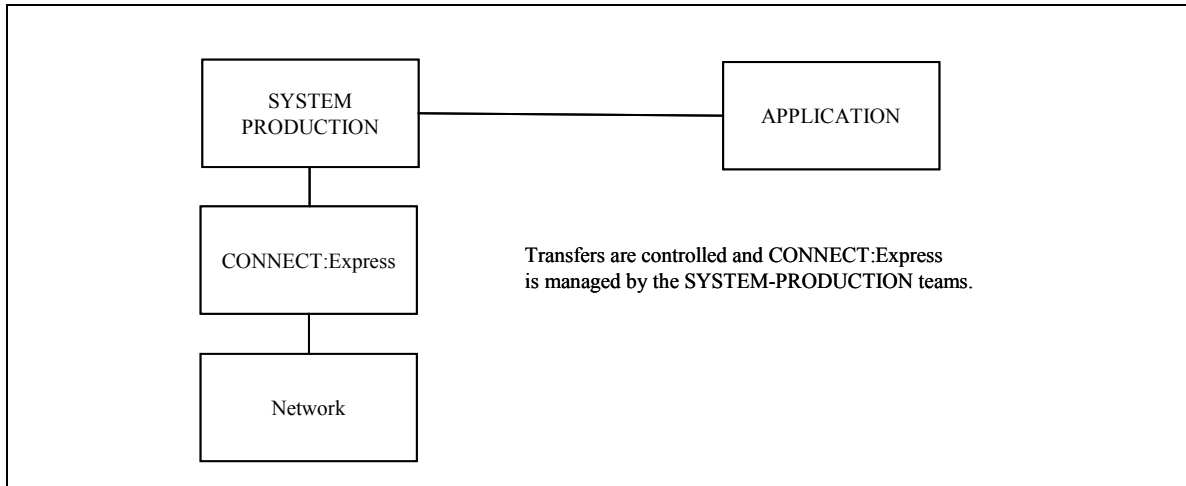 SYSTEM
PRODUCTION
APPLICATION
CONNECT:Express
Transfers are controlled and CONNECT:Express
is managed by the SYSTEM-PRODUCTION teams.
Network